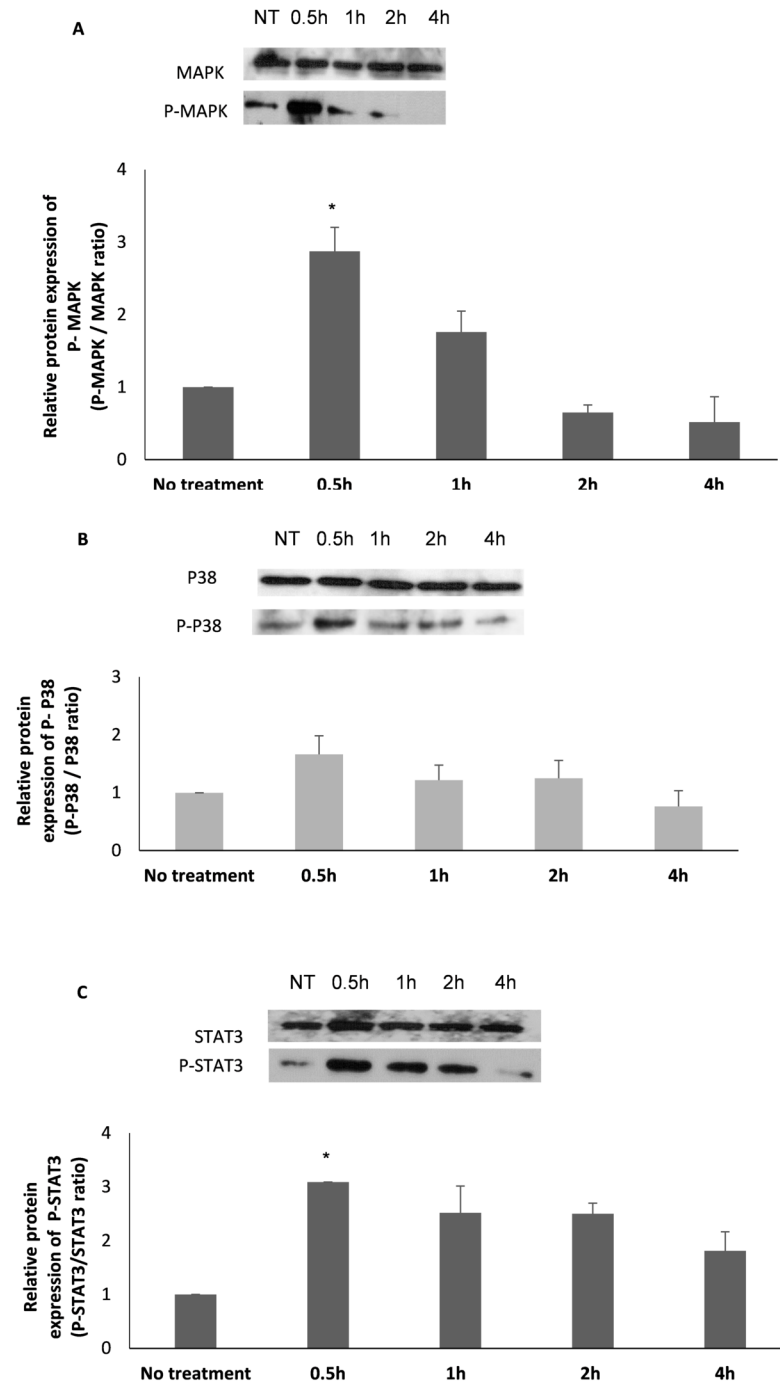 A
NT 0.5h 1h 2h 4h
MAPK
P-MAPK
Relative protein expression of
P- MAPK
(P-MAPK / MAPK ratio)
4
3
2
1
0
*
No treatment 0.5h 1h 2h 4h
B
NT 0.5h 1h 2h 4h
P38
P-P38
Relative protein
expression of P- P38
(P-P38 / P38 ratio)
3
2
1
0
No treatment 0.5h 1h 2h 4h
C
NT 0.5h 1h 2h 4h
STAT3
P-STAT3
Relative protein
expression of P-STAT3
(P-STAT3/STAT3 ratio)
4
3
2
1
0
*
No treatment 0.5h 1h 2h 4h